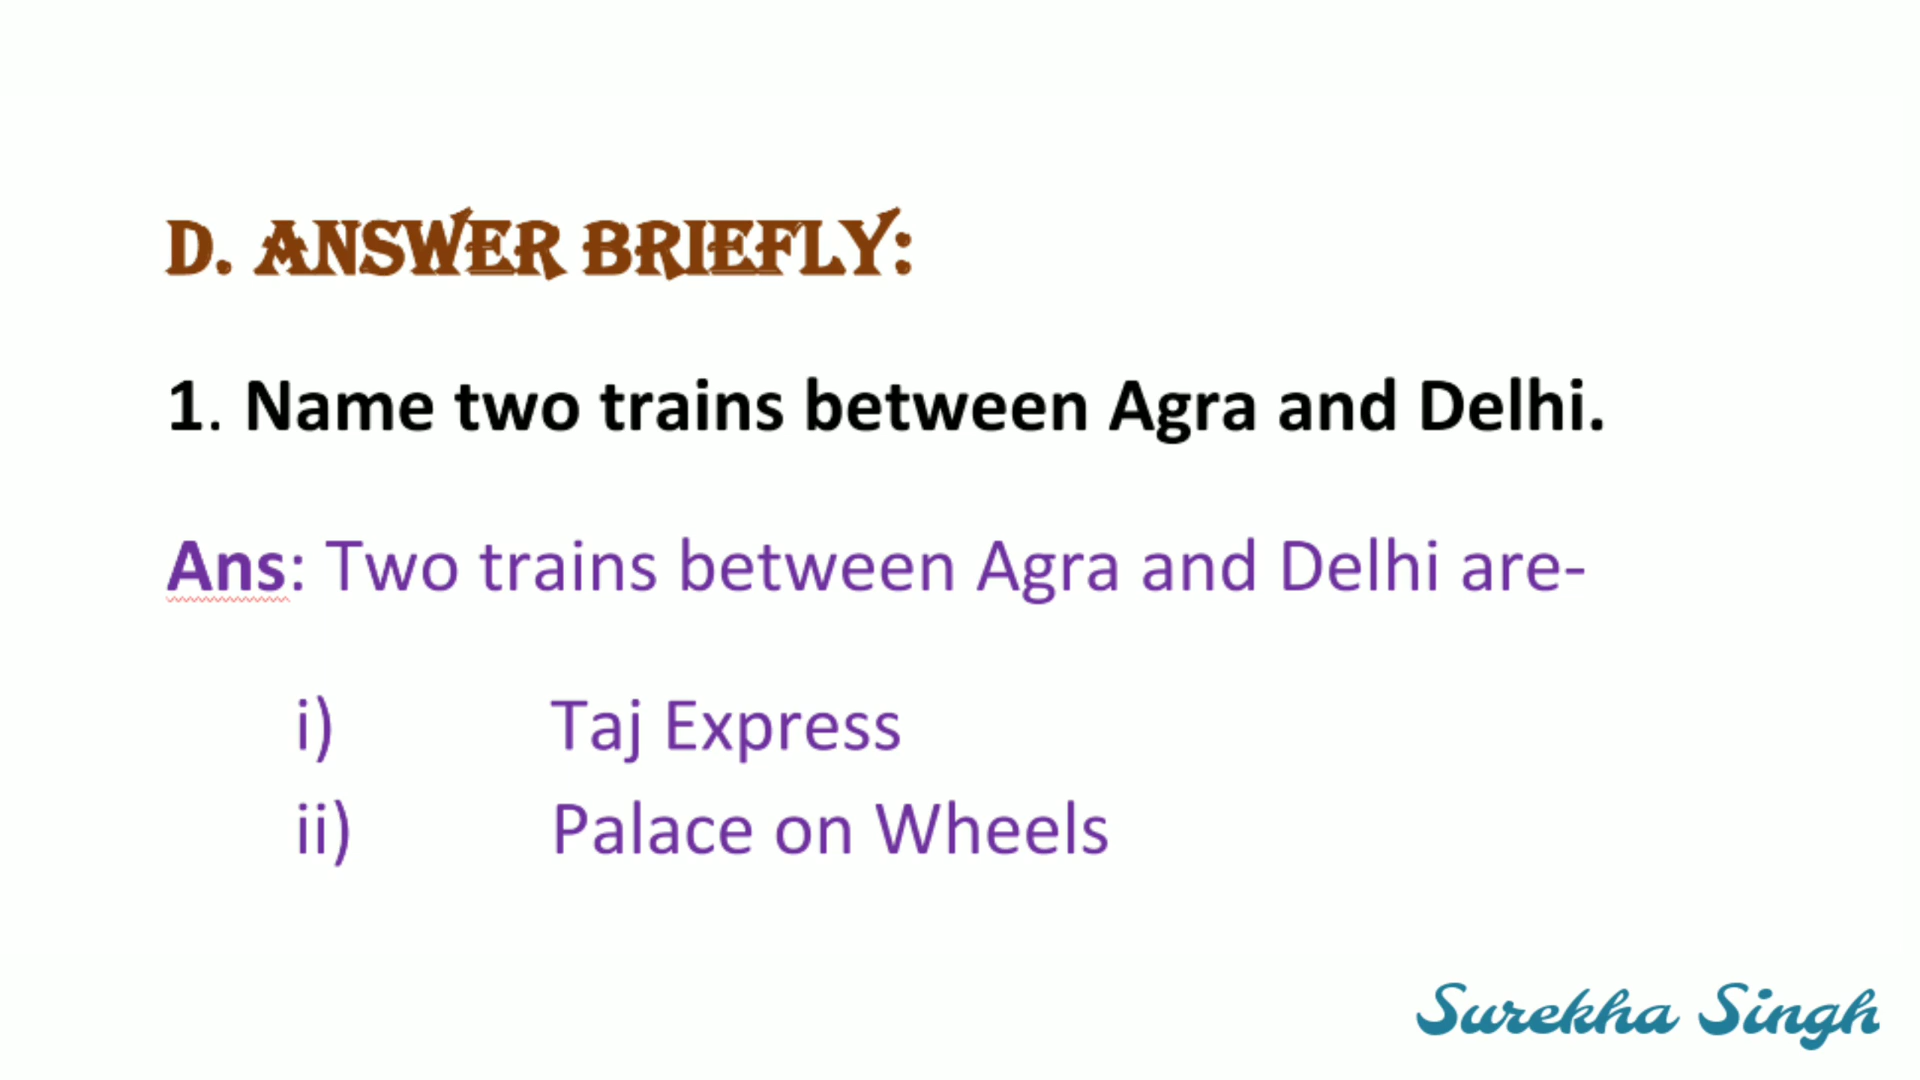 D. ANSWER BRIEFLY:
1. Name two trains between Agra and Delhi.
Ans: Two trains between Agra and Delhi are-
i) Taj Express
ii) Palace on Wheels
Surekha Singh